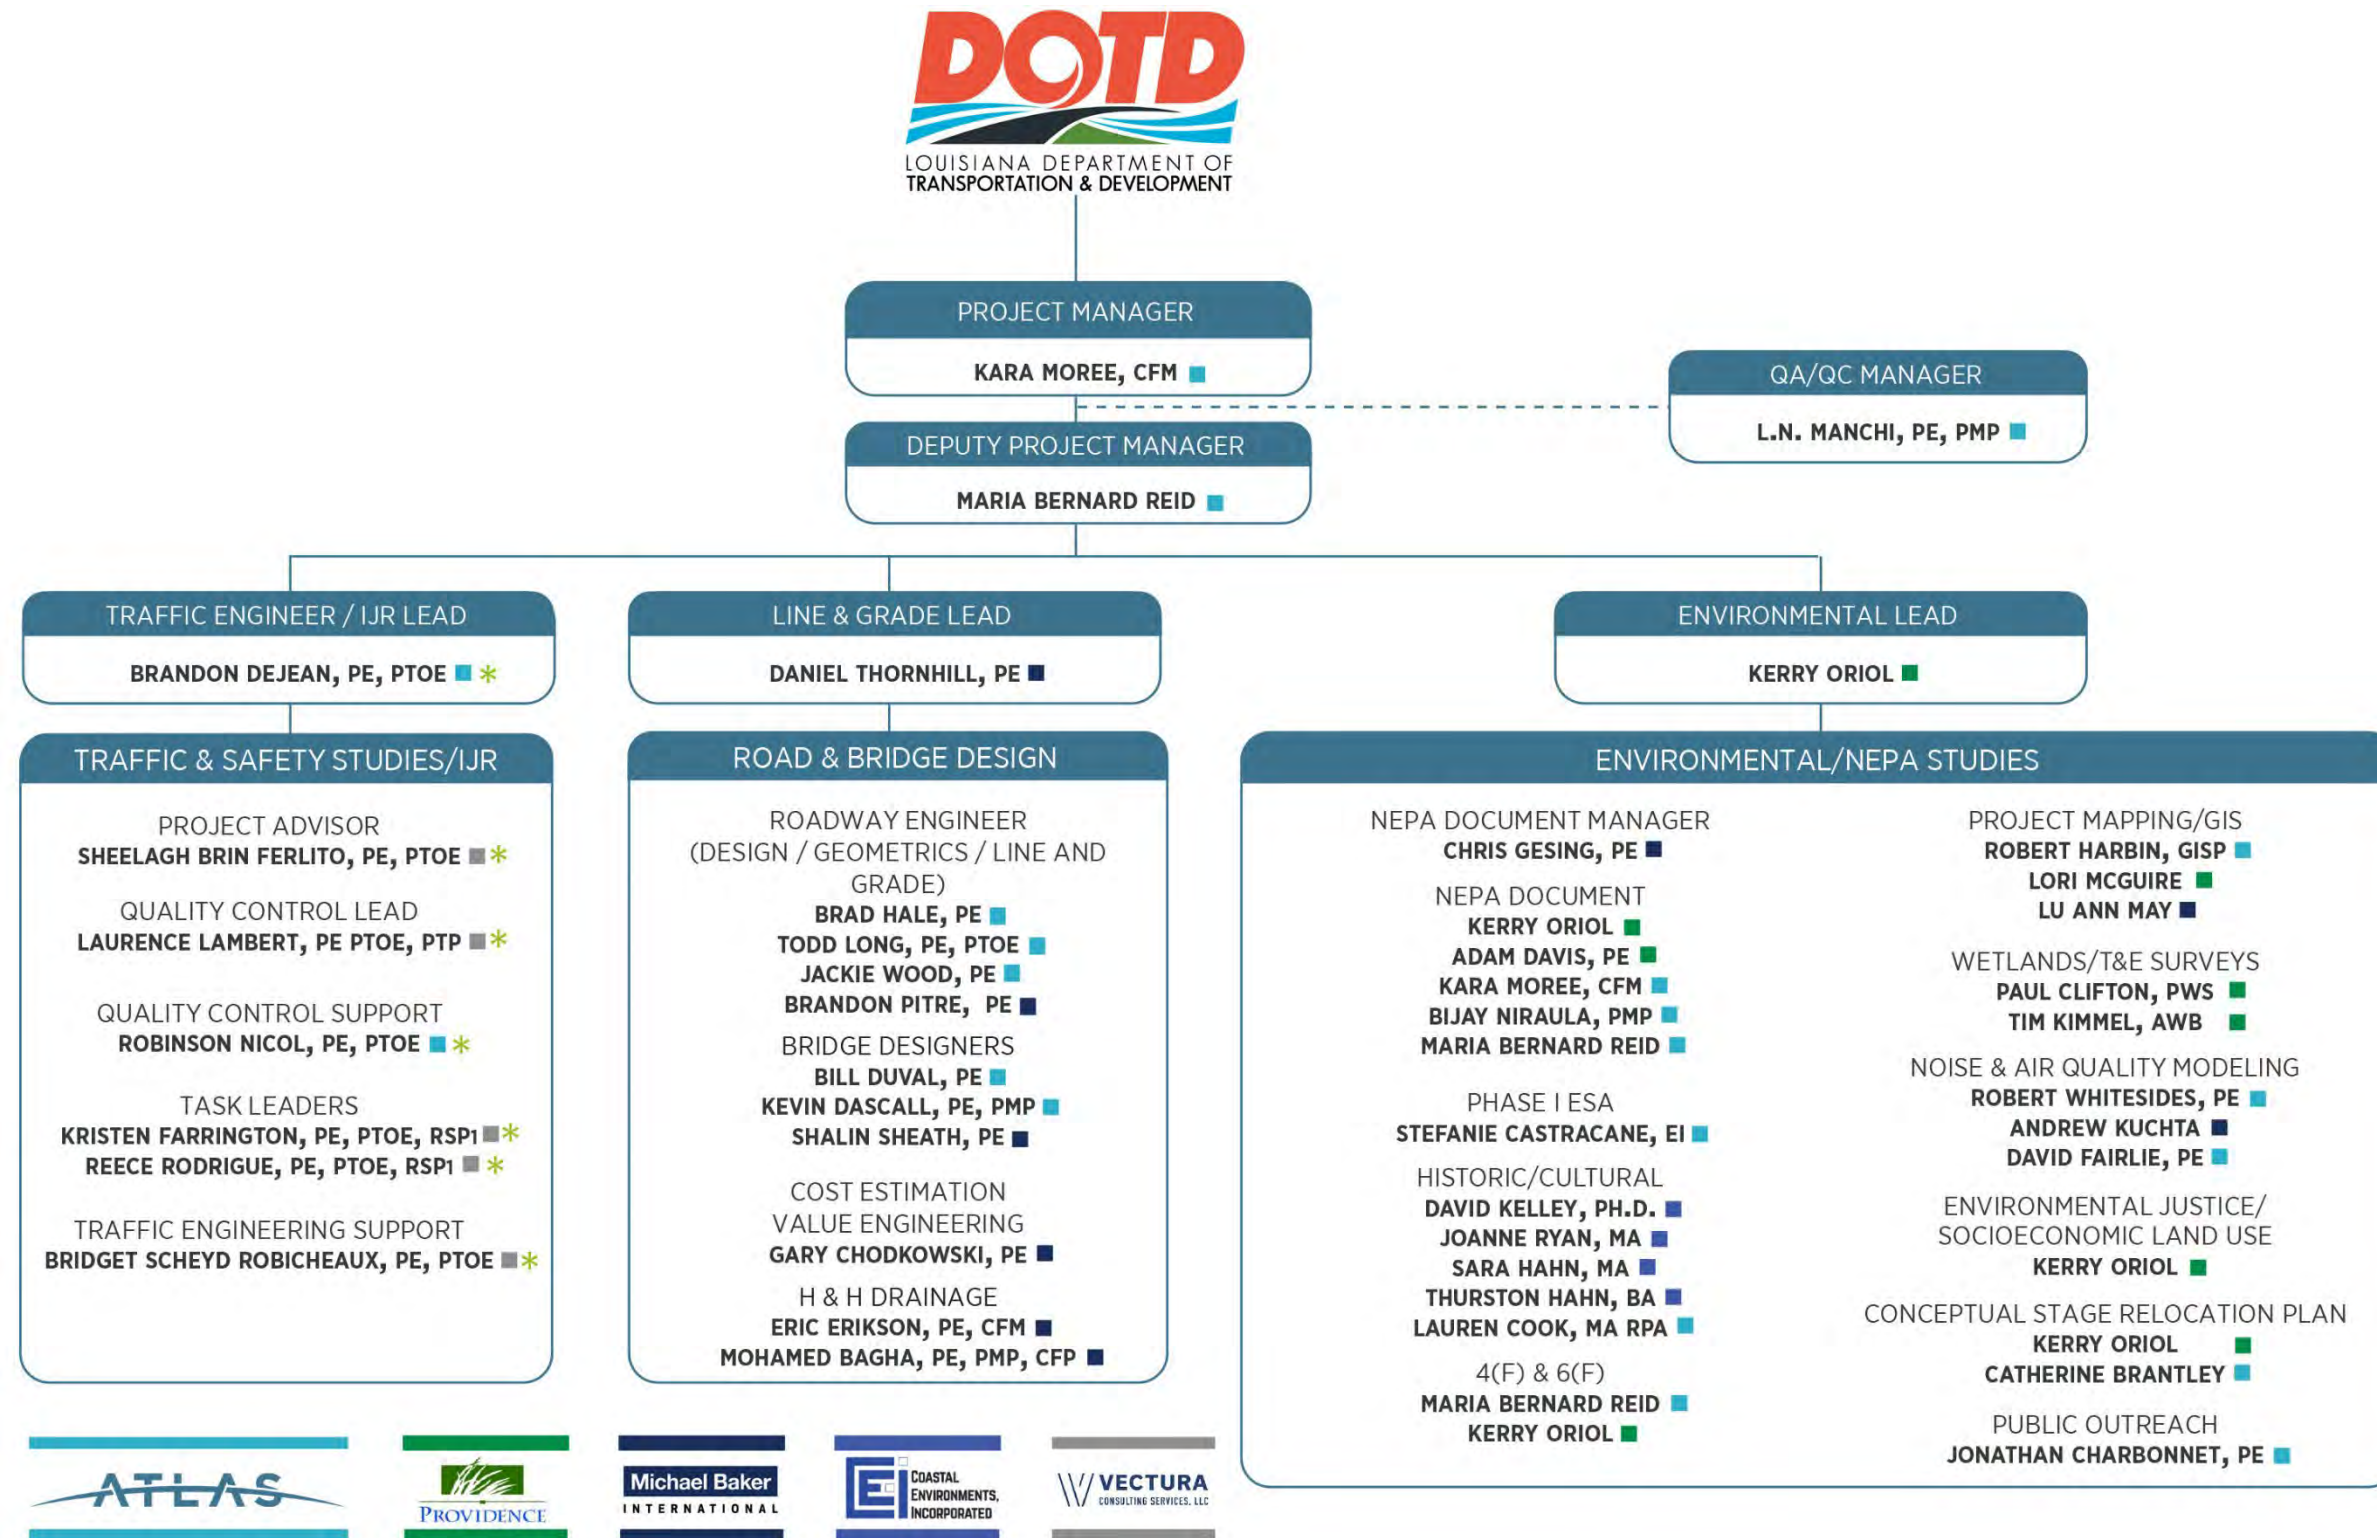 DOTD
LOUISIANA DEPARTMENT OF
TRANSPORTATION & DEVELOPMENT
PROJECT MANAGER
KARA MOREE, CFM
QA/QC MANAGER
L.N. MANCHI, PE, PMP
DEPUTY PROJECT MANAGER
MARIA BERNARD REID
TRAFFIC ENGINEER / IJR LEAD
BRANDON DEJEAN, PE, PTOE *
LINE & GRADE LEAD
DANIEL THORNHILL, PE
ENVIRONMENTAL LEAD
KERRY ORIOL
TRAFFIC & SAFETY STUDIES/IJR
PROJECT ADVISOR
SHEELAGH BRIN FERLITO, PE, PTOE *
QUALITY CONTROL LEAD
LAURENCE LAMBERT, PE PTOE, PTP *
QUALITY CONTROL SUPPORT
ROBINSON NICOL, PE, PTOE *
TASK LEADERS
KRISTEN FARRINGTON, PE, PTOE, RSP1 *
REECE RODRIGUE, PE, PTOE, RSP1 *
TRAFFIC ENGINEERING SUPPORT
BRIDGET SCHEYD ROBICHEAUX, PE, PTOE *
ROAD & BRIDGE DESIGN
ROADWAY ENGINEER
(DESIGN / GEOMETRICS / LINE AND
GRADE)
BRAD HALE, PE
TODD LONG, PE, PTOE
JACKIE WOOD, PE
BRANDON PITRE, PE
BRIDGE DESIGNERS
BILL DUVAL, PE
KEVIN DASCALL, PE, PMP
SHALIN SHEATH, PE
COST ESTIMATION
VALUE ENGINEERING
GARY CHODKOWSKI, PE
H & H DRAINAGE
ERIC ERIKSON, PE, CFM
MOHAMED BAGHA, PE, PMP, CFP
ENVIRONMENTAL/NEPA STUDIES
NEPA DOCUMENT MANAGER
CHRIS GESING, PE
NEPA DOCUMENT
KERRY ORIOL
ADAM DAVIS, PE
KARA MOREE, CFM
BIJAY NIRAULA, PMP
MARIA BERNARD REID
PHASE I ESA
STEFANIE CASTRACANE, EI
HISTORIC/CULTURAL
DAVID KELLEY, PH.D.
JOANNE RYAN, MA
SARA HAHN, MA
THURSTON HAHN, BA
LAUREN COOK, MA RPA
4(F) & 6(F)
MARIA BERNARD REID
KERRY ORIOL
PROJECT MAPPING/GIS
ROBERT HARBIN, GISP
LORI MCGUIRE
LU ANN MAY
WETLANDS/T&E SURVEYS
PAUL CLIFTON, PWS
TIM KIMMEL, AWB
NOISE & AIR QUALITY MODELING
ROBERT WHITESIDES, PE
ANDREW KUCHTA
DAVID FAIRLIE, PE
ENVIRONMENTAL JUSTICE/
SOCIOECONOMIC LAND USE
KERRY ORIOL
CONCEPTUAL STAGE RELOCATION PLAN
KERRY ORIOL
CATHERINE BRANTLEY
PUBLIC OUTREACH
JONATHAN CHARBONNET, PE
ATLAS
PROVIDENCE
Michael Baker
INTERNATIONAL
CEi
COASTAL
ENVIRONMENTS,
INCORPORATED
VECTURA
CONSULTING SERVICES, LLC